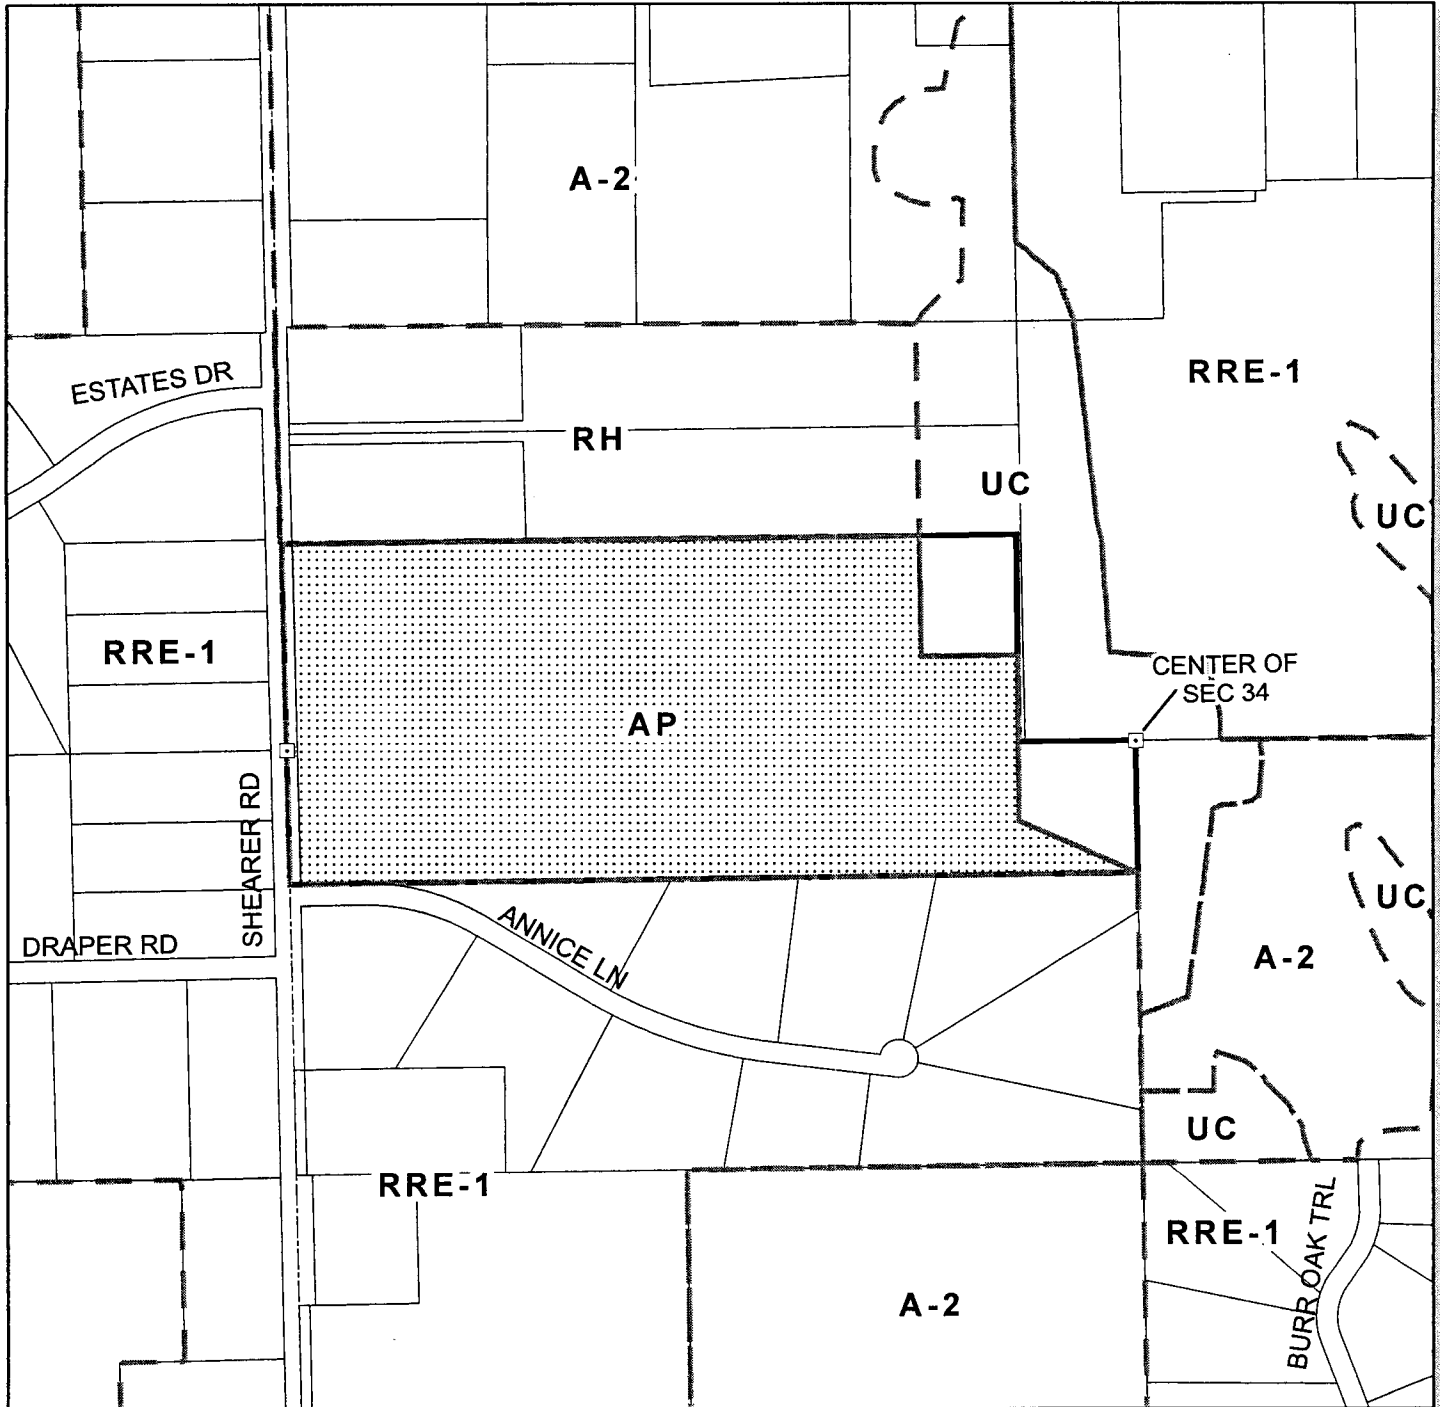 A-2
RRE-1
ESTATES DR
RH
UC
UC
RRE-1
CENTER OF
SEC 34
AP
SHEARER RD
UC
ANNICE LN
DRAPER RD
A-2
UC
RRE-1
RRE-1
BURR OAK TRL
A-2